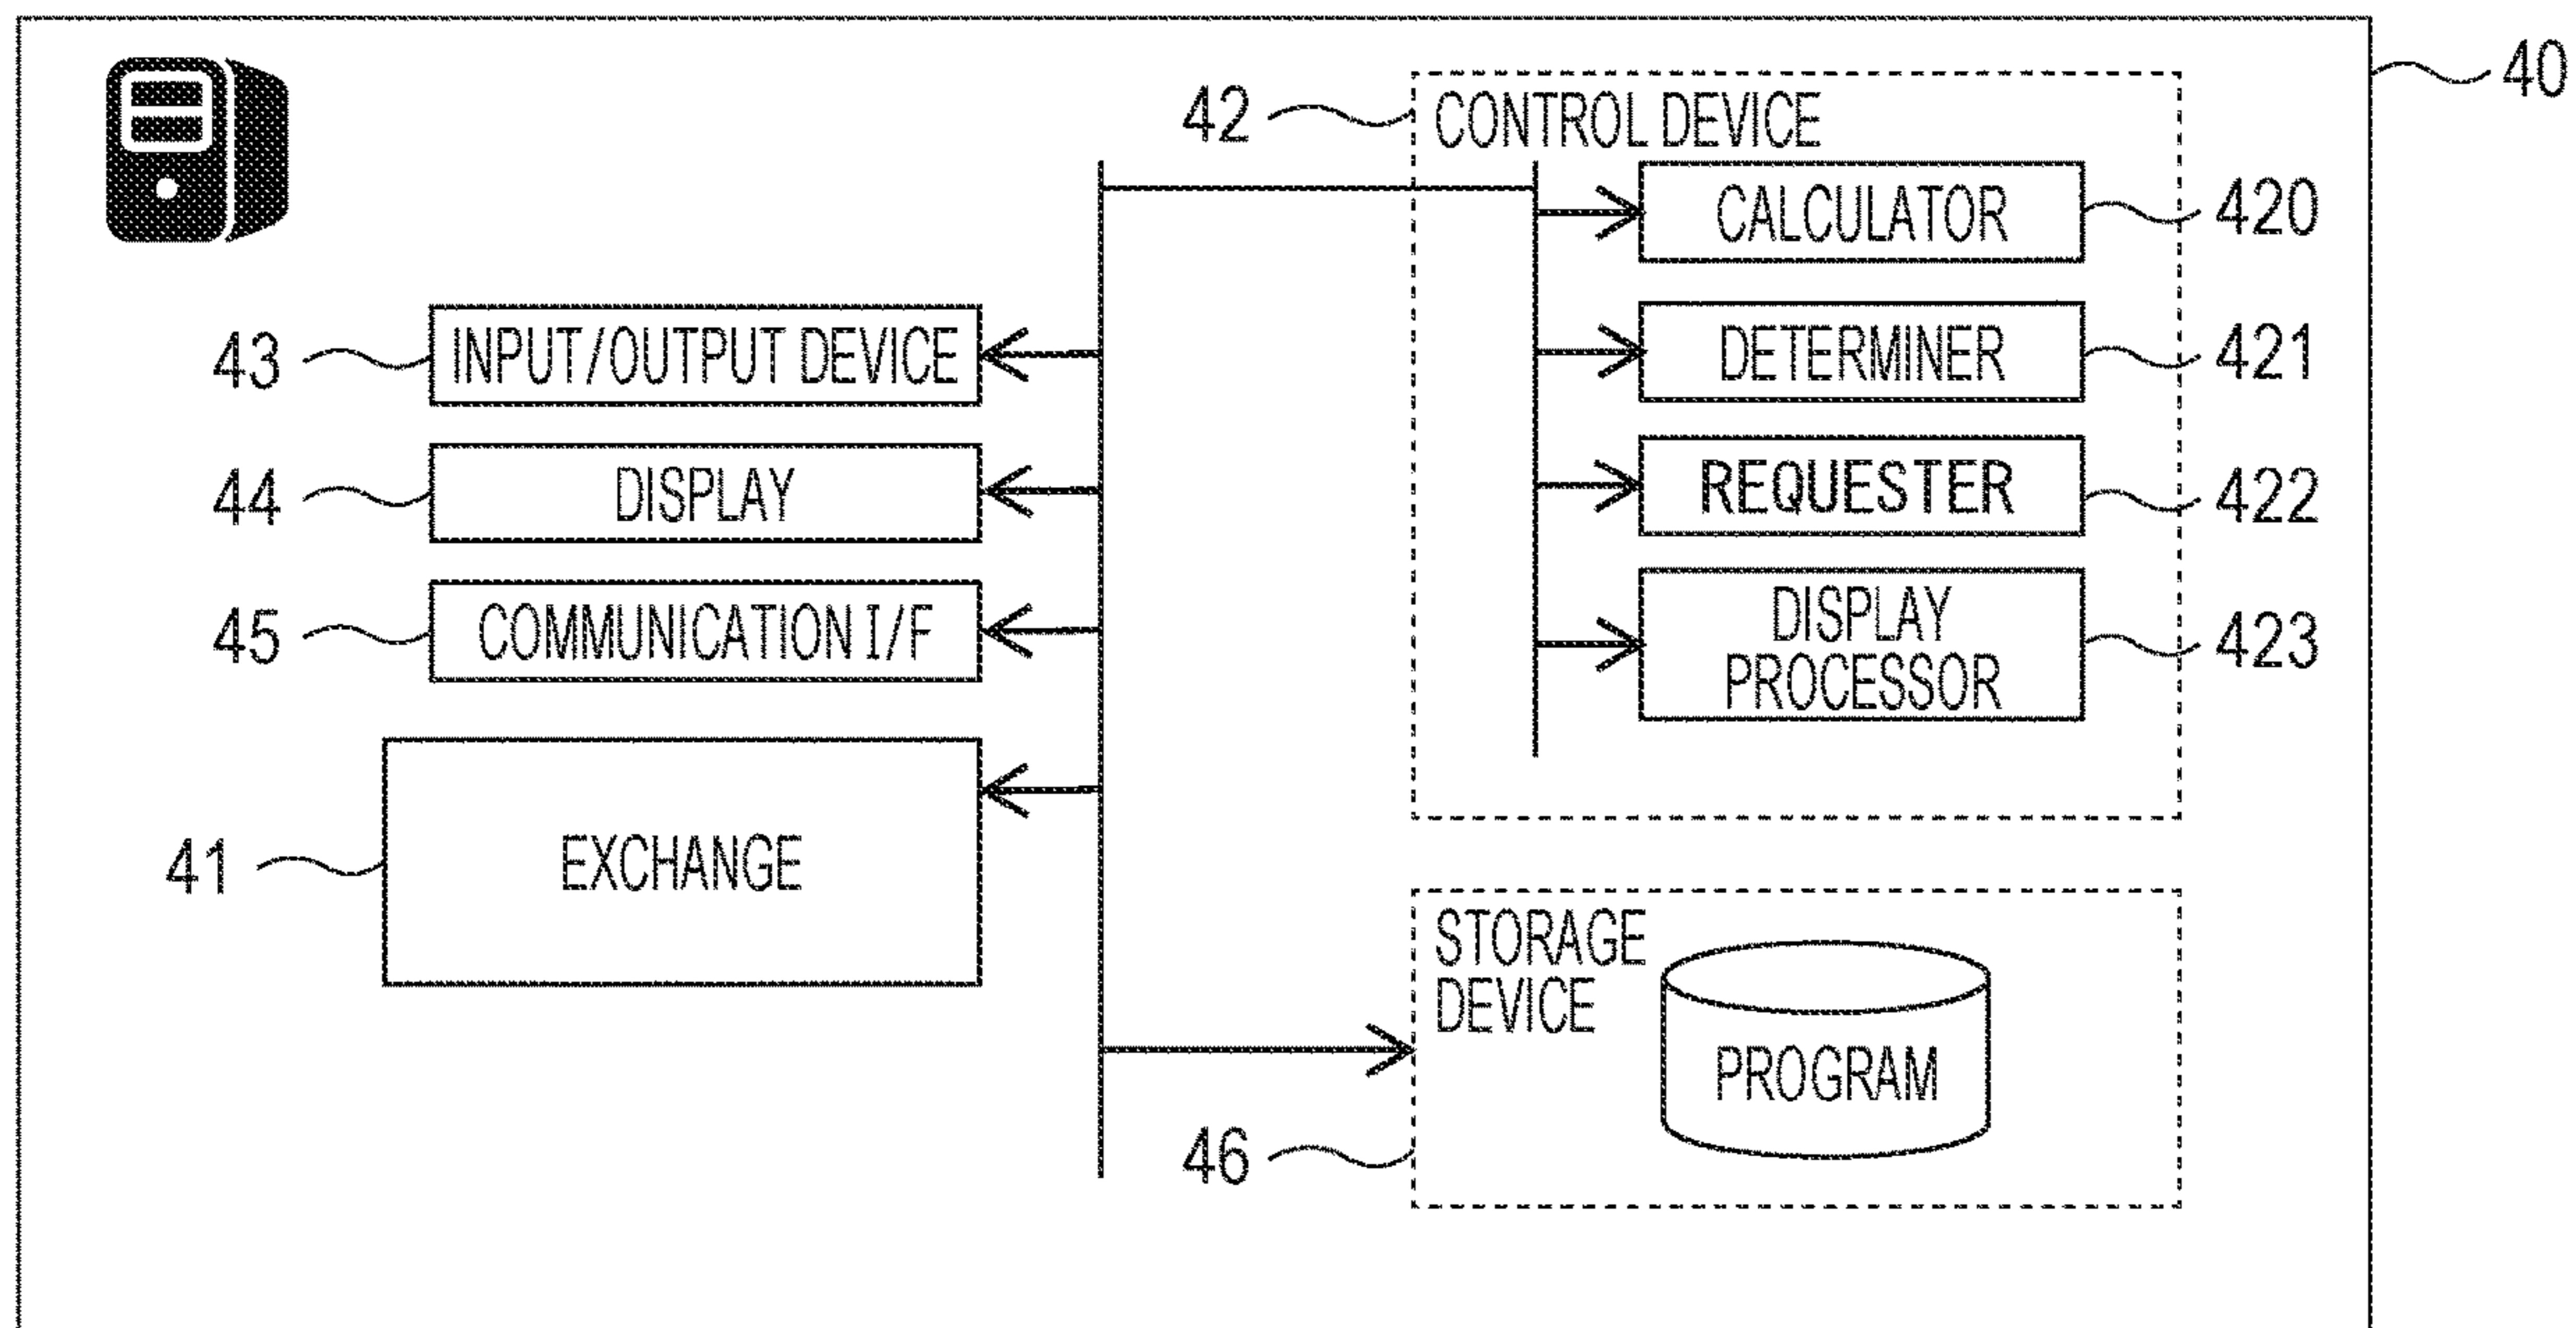 40
42
CONTROL DEVICE
CALCULATOR
420
43
INPUT/OUTPUT DEVICE
DETERMINER
421
44
DISPLAY
REQUESTER
422
45
COMMUNICATION I/F
DISPLAY
PROCESSOR
423
41
EXCHANGE
STORAGE
DEVICE
PROGRAM
46